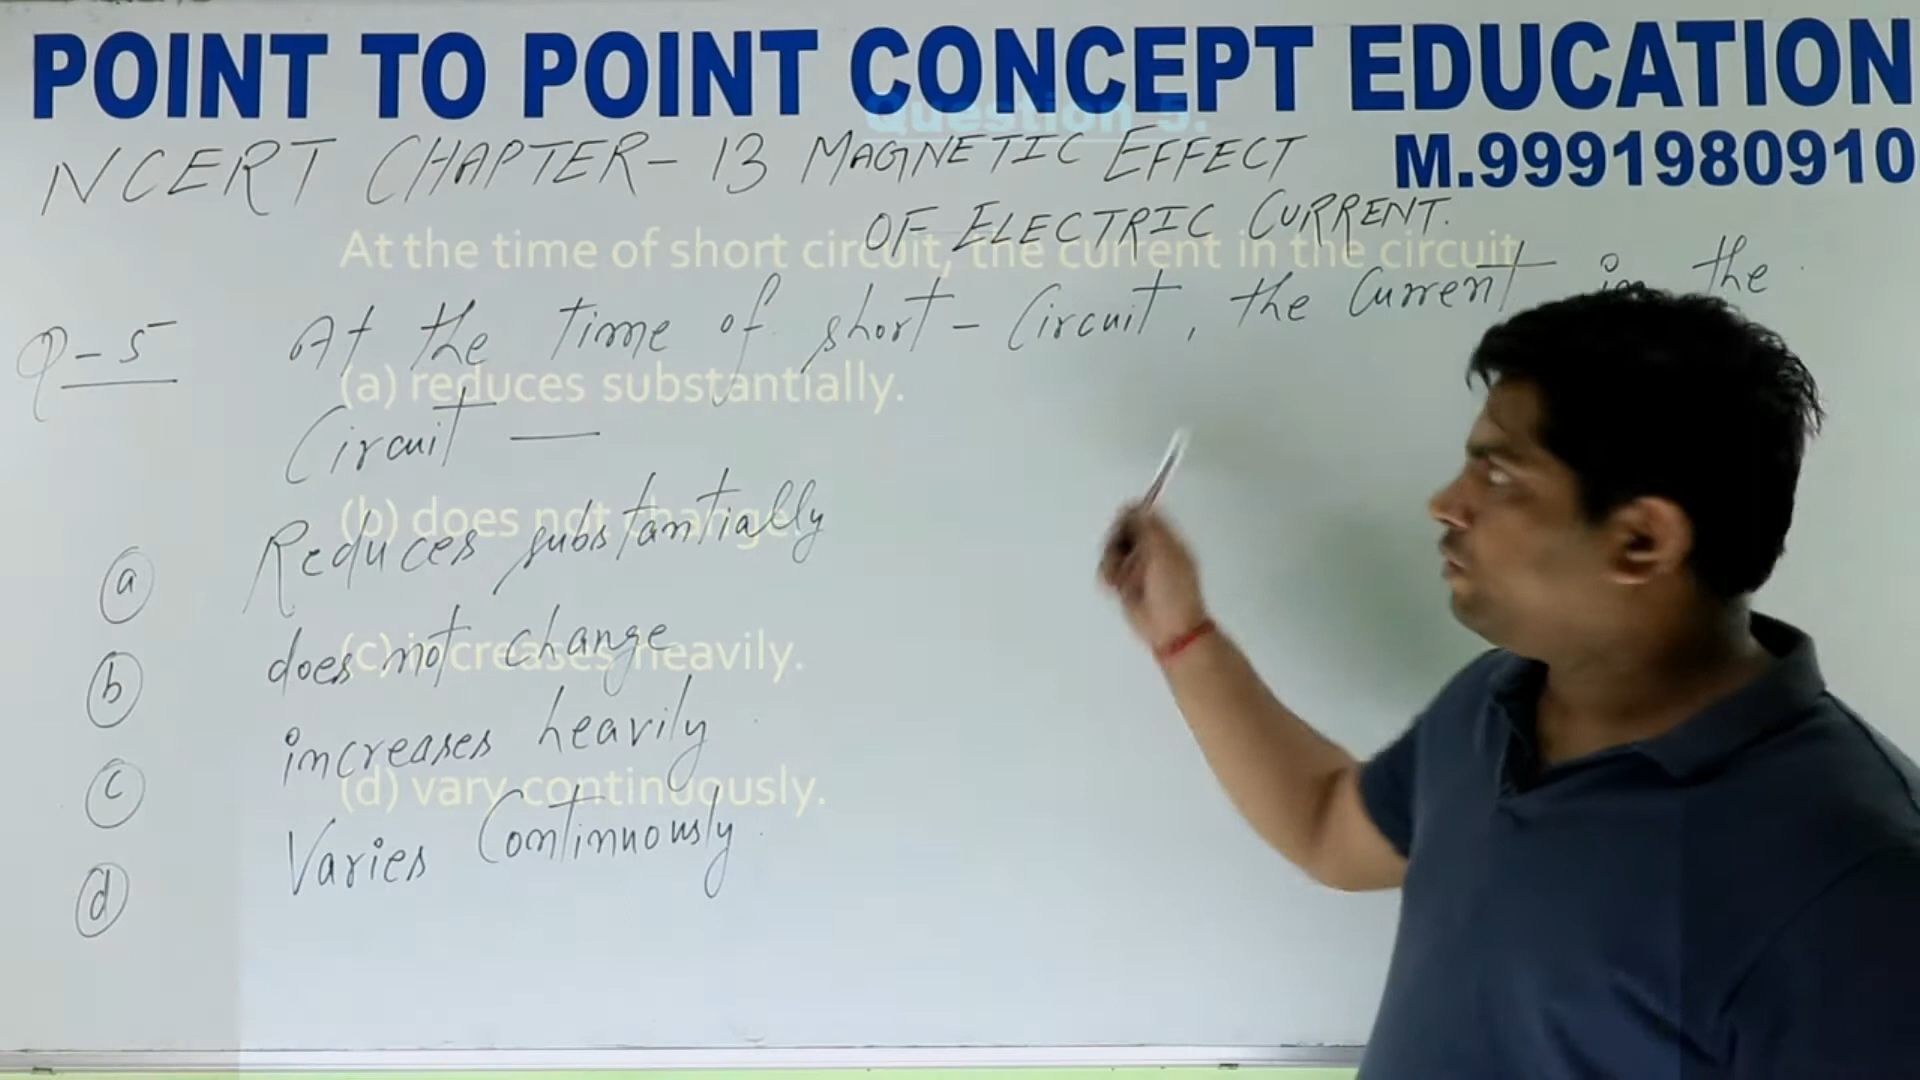 POINT TO POINT CONCEPT EDUCATION
Question 5.
NCERT CHAPTER-13 MAGNETIC EFFECT
M.9991980910
OF ELECTRIC CURRENT.
At the time of short circuit, the current in the circuit
Q-5 At the time of short-circuit, the current in the
(a) reduces substantially.
Circuit —
(b) does not change.
a Reduces substantially
(c) increases heavily.
b does not change
c increases heavily
(d) vary continuously.
d Varies Continuously.